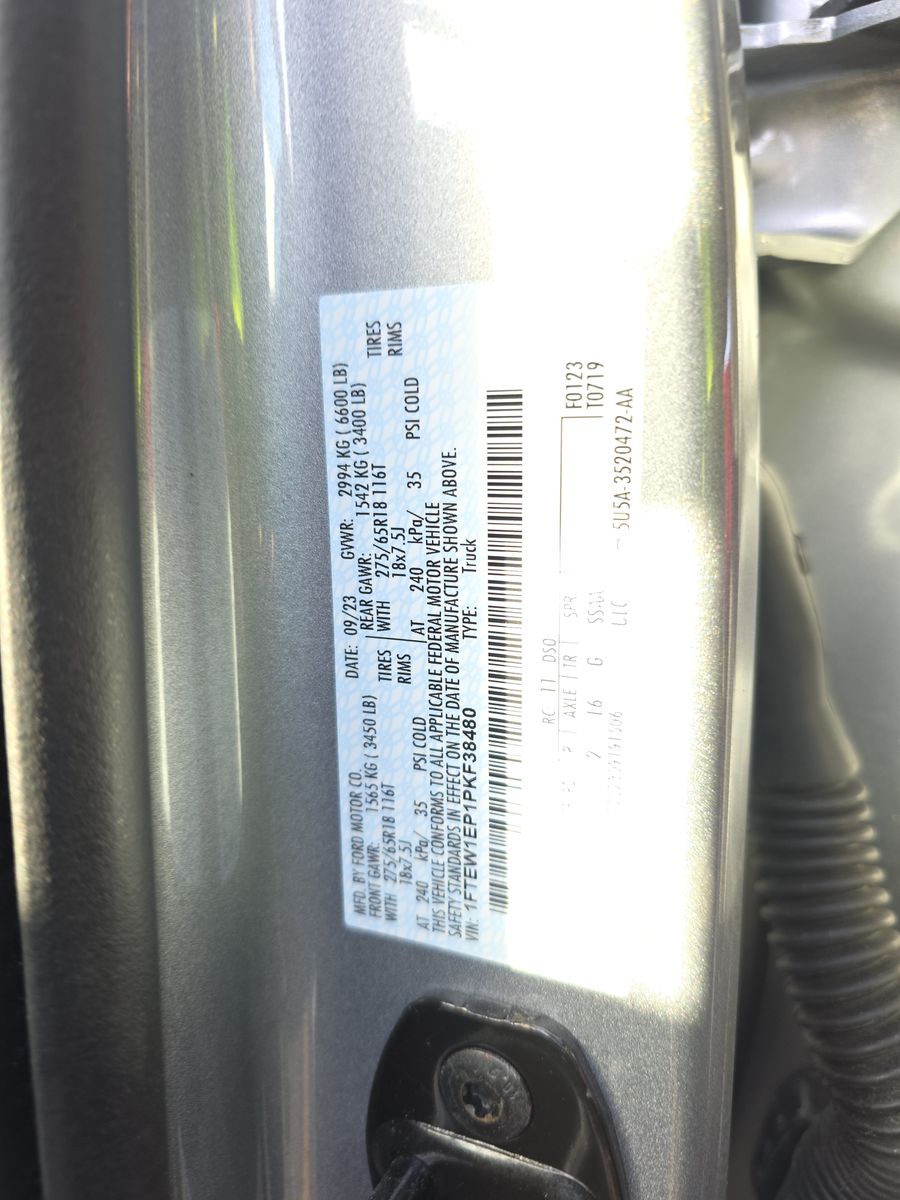 MFD. BY FORD MOTOR CO. DATE: 09/23 GVWR: 2994 KG ( 6600 LB)
FRONT GAWR: 1565 KG ( 3450 LB) REAR GAWR: 1542 KG ( 3400 LB)
WITH 275/65R18 116T TIRES WITH 275/65R18 116T TIRES
18x7.5J RIMS 18x7.5J RIMS
AT 240 kPa/ 35 PSI COLD AT 240 kPa/ 35 PSI COLD
THIS VEHICLE CONFORMS TO ALL APPLICABLE FEDERAL MOTOR VEHICLE
SAFETY STANDARDS IN EFFECT ON THE DATE OF MANUFACTURE SHOWN ABOVE.
VIN: 1FTEW1EP1PKF38480 TYPE: Truck
F0123
T0719
RC 11 DSO
AXLE TR SPR
2 16 G SSAA
LLC
5U5A-3520472-AA